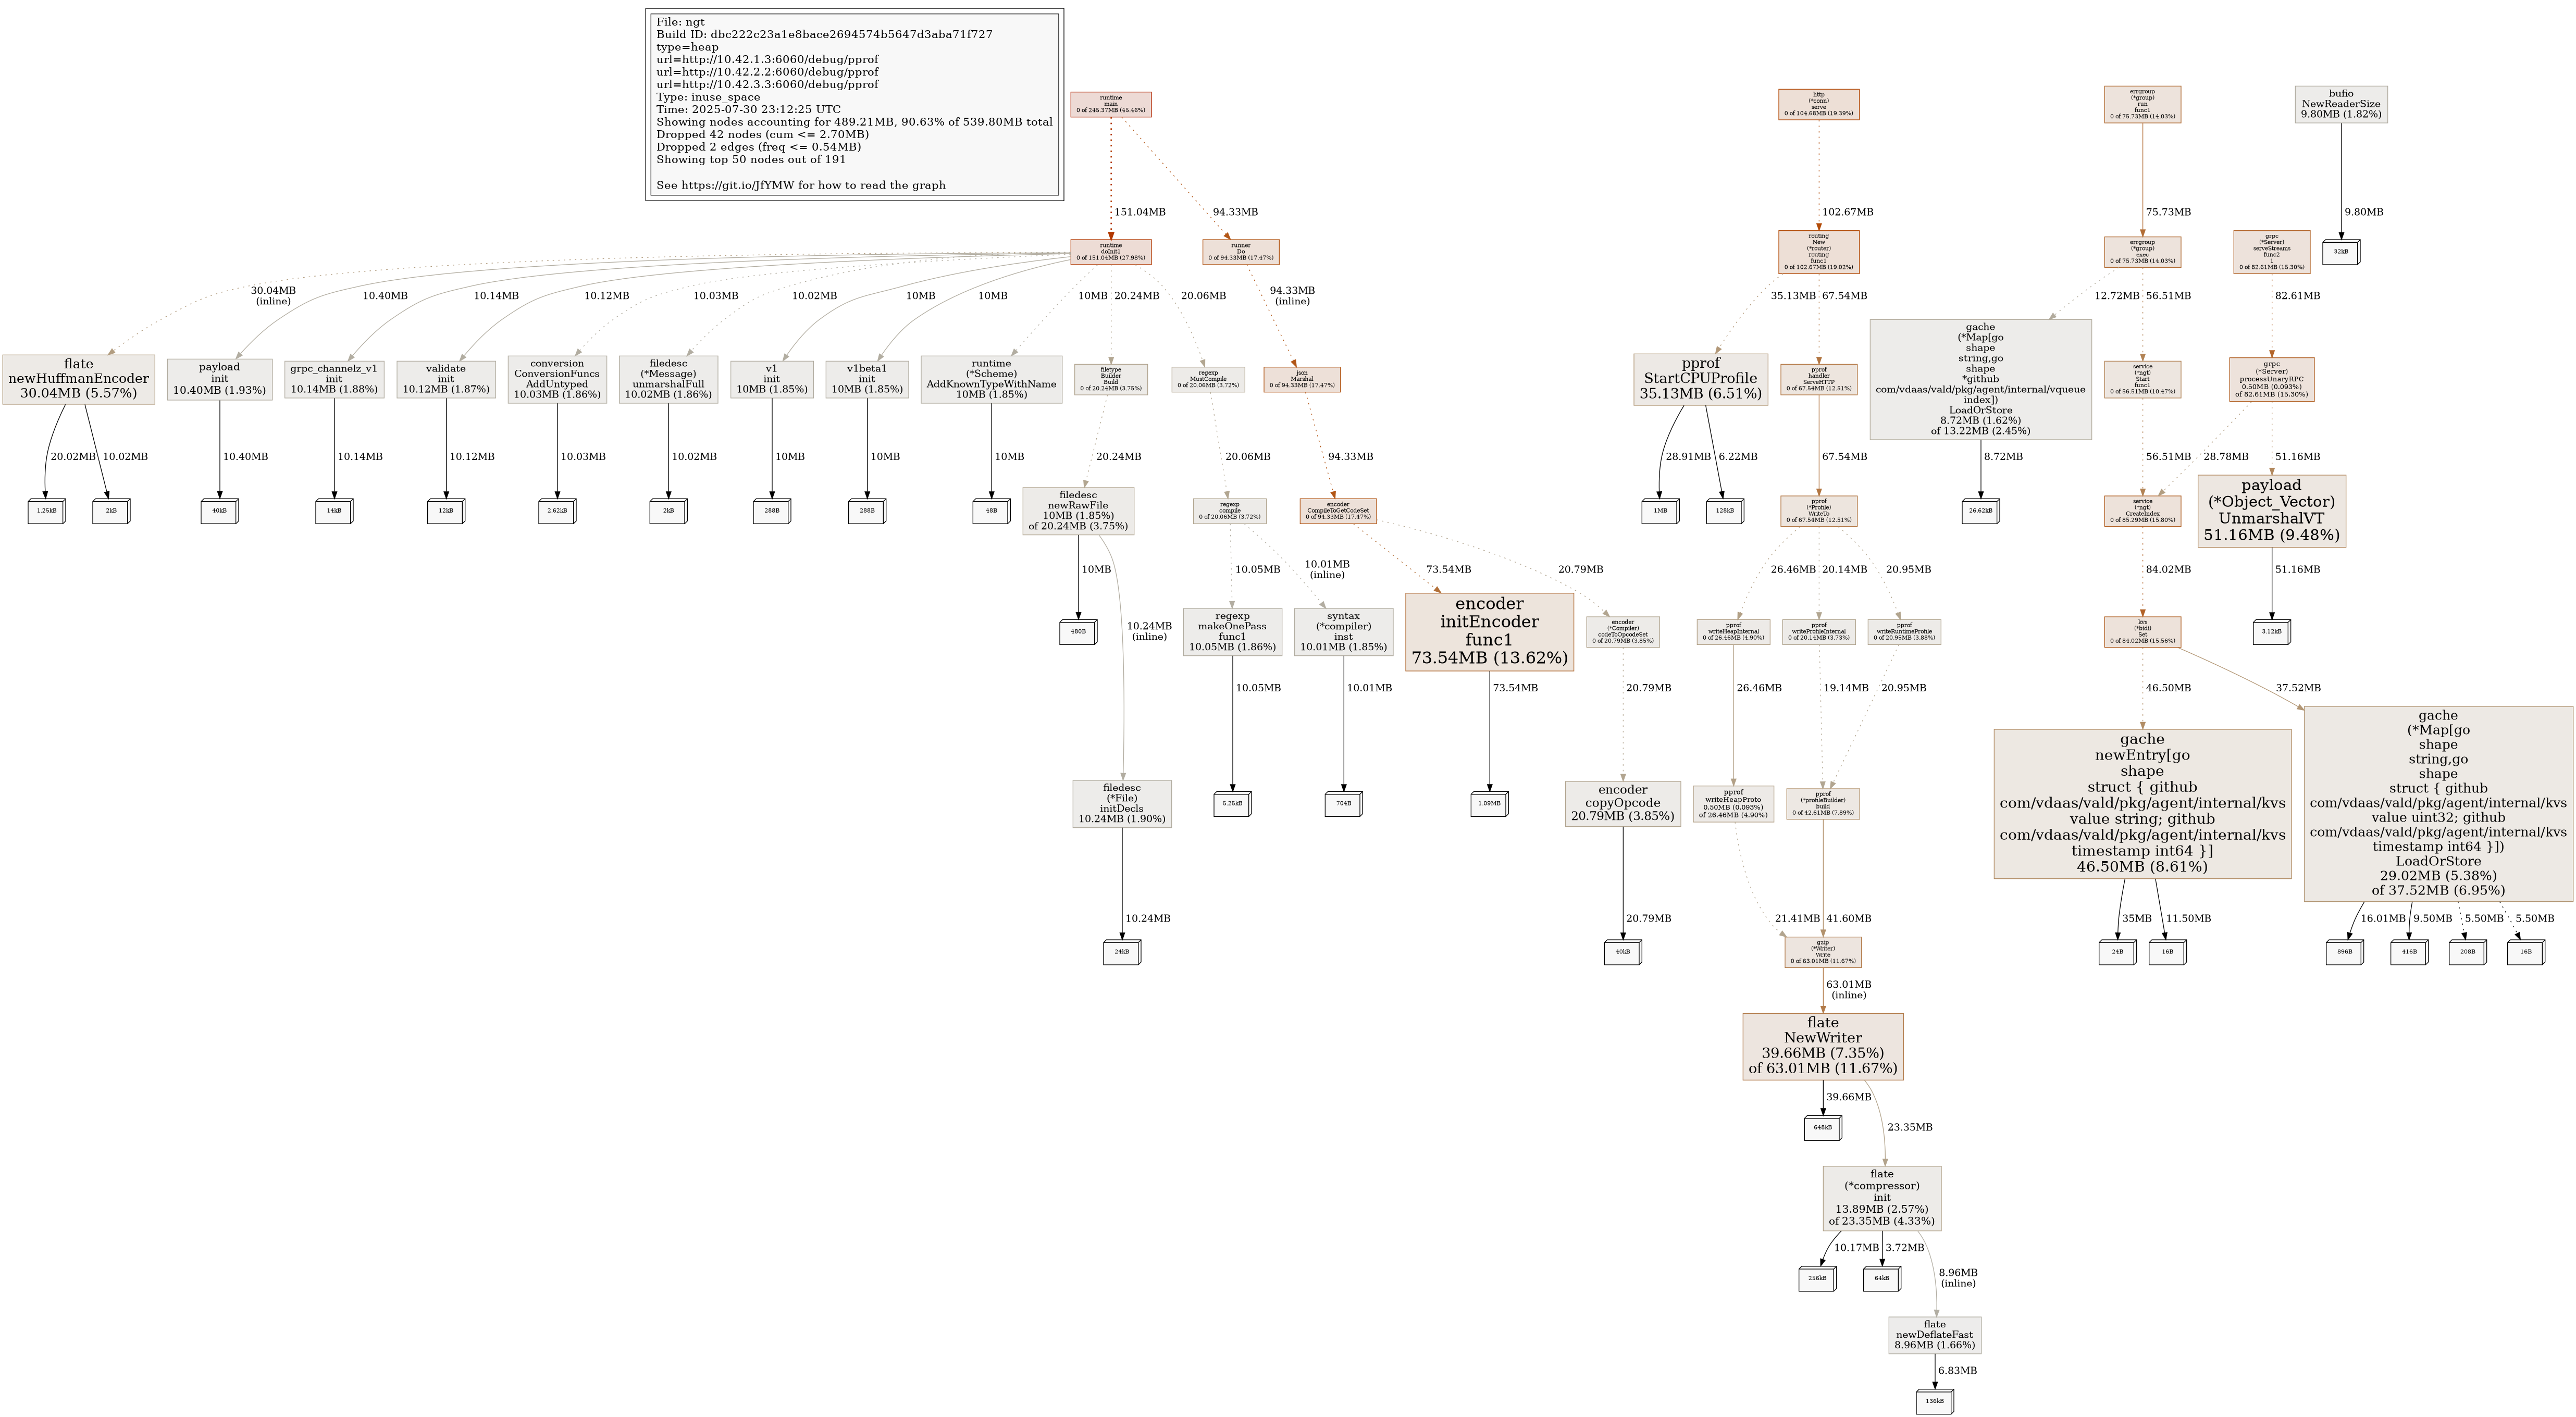 File: ngt
Build ID: dbc222c23a1e8bace2694574b5647d3aba71f727
type=heap
url=http://10.42.1.3:6060/debug/pprof
url=http://10.42.2.2:6060/debug/pprof
url=http://10.42.3.3:6060/debug/pprof
Type: inuse_space
Time: 2025-07-30 23:12:25 UTC
Showing nodes accounting for 489.21MB, 90.63% of 539.80MB total
Dropped 42 nodes (cum <= 2.70MB)
Dropped 2 edges (freq <= 0.54MB)
Showing top 50 nodes out of 191
See https://git.io/JfYMW for how to read the graph
runtime
main
0 of 245.37MB (45.46%)
http
(*conn)
serve
0 of 104.68MB (19.39%)
errgroup
(*group)
run
func1
0 of 75.73MB (14.03%)
bufio
NewReaderSize
9.80MB (1.82%)
151.04MB
94.33MB
102.67MB
75.73MB
9.80MB
runtime
doInit1
0 of 151.04MB (27.98%)
runner
Do
0 of 94.33MB (17.47%)
routing
New
(*router)
routing
func1
0 of 102.67MB (19.02%)
errgroup
(*group)
exec
0 of 75.73MB (14.03%)
grpc
(*Server)
serveStreams
func2
1
0 of 82.61MB (15.30%)
32kB
30.04MB
(inline)
10.40MB
10.14MB
10.12MB
10.03MB
10.02MB
10MB
10MB
10MB
20.24MB
20.06MB
94.33MB
(inline)
35.13MB
67.54MB
12.72MB
56.51MB
82.61MB
flate
newHuffmanEncoder
30.04MB (5.57%)
payload
init
10.40MB (1.93%)
grpc_channelz_v1
init
10.14MB (1.88%)
validate
init
10.12MB (1.87%)
conversion
ConversionFuncs
AddUntyped
10.03MB (1.86%)
filedesc
(*Message)
unmarshalFull
10.02MB (1.86%)
v1
init
10MB (1.85%)
v1beta1
init
10MB (1.85%)
runtime
(*Scheme)
AddKnownTypeWithName
10MB (1.85%)
filetype
Builder
Build
0 of 20.24MB (3.75%)
regexp
MustCompile
0 of 20.06MB (3.72%)
json
Marshal
0 of 94.33MB (17.47%)
pprof
StartCPUProfile
35.13MB (6.51%)
pprof
handler
ServeHTTP
0 of 67.54MB (12.51%)
gache
(*Map[go
shape
string,go
shape
*github
com/vdaas/vald/pkg/agent/internal/vqueue
index])
LoadOrStore
8.72MB (1.62%)
of 13.22MB (2.45%)
service
(*ngt)
Start
func1
0 of 56.51MB (10.47%)
grpc
(*Server)
processUnaryRPC
0.50MB (0.093%)
of 82.61MB (15.30%)
20.02MB
10.02MB
10.40MB
10.14MB
10.12MB
10.03MB
10.02MB
10MB
10MB
10MB
20.24MB
20.06MB
94.33MB
28.91MB
6.22MB
67.54MB
8.72MB
56.51MB
28.78MB
51.16MB
1.25kB
2kB
40kB
14kB
12kB
2.62kB
2kB
288B
288B
48B
filedesc
newRawFile
10MB (1.85%)
of 20.24MB (3.75%)
regexp
compile
0 of 20.06MB (3.72%)
encoder
CompileToGetCodeSet
0 of 94.33MB (17.47%)
1MB
128kB
pprof
(*Profile)
WriteTo
0 of 67.54MB (12.51%)
26.62kB
service
(*ngt)
CreateIndex
0 of 85.29MB (15.80%)
payload
(*Object_Vector)
UnmarshalVT
51.16MB (9.48%)
10MB
10.24MB
(inline)
10.05MB
10.01MB
(inline)
73.54MB
20.79MB
26.46MB
20.14MB
20.95MB
84.02MB
51.16MB
480B
regexp
makeOnePass
func1
10.05MB (1.86%)
syntax
(*compiler)
inst
10.01MB (1.85%)
encoder
initEncoder
func1
73.54MB (13.62%)
encoder
(*Compiler)
codeToOpcodeSet
0 of 20.79MB (3.85%)
pprof
writeHeapInternal
0 of 26.46MB (4.90%)
pprof
writeProfileInternal
0 of 20.14MB (3.73%)
pprof
writeRuntimeProfile
0 of 20.95MB (3.88%)
kvs
(*bidi)
Set
0 of 84.02MB (15.56%)
3.12kB
10.05MB
10.01MB
73.54MB
20.79MB
26.46MB
19.14MB
20.95MB
46.50MB
37.52MB
filedesc
(*File)
initDecls
10.24MB (1.90%)
5.25kB
704B
1.09MB
encoder
copyOpcode
20.79MB (3.85%)
pprof
writeHeapProto
0.50MB (0.093%)
of 26.46MB (4.90%)
pprof
(*profileBuilder)
build
0 of 42.61MB (7.89%)
gache
newEntry[go
shape
struct { github
com/vdaas/vald/pkg/agent/internal/kvs
value string; github
com/vdaas/vald/pkg/agent/internal/kvs
timestamp int64 }]
46.50MB (8.61%)
gache
(*Map[go
shape
string,go
shape
struct { github
com/vdaas/vald/pkg/agent/internal/kvs
value uint32; github
com/vdaas/vald/pkg/agent/internal/kvs
timestamp int64 }])
LoadOrStore
29.02MB (5.38%)
of 37.52MB (6.95%)
10.24MB
20.79MB
21.41MB
41.60MB
35MB
11.50MB
16.01MB
9.50MB
5.50MB
5.50MB
24kB
40kB
gzip
(*Writer)
Write
0 of 63.01MB (11.67%)
24B
16B
896B
416B
208B
16B
63.01MB
(inline)
flate
NewWriter
39.66MB (7.35%)
of 63.01MB (11.67%)
39.66MB
23.35MB
648kB
flate
(*compressor)
init
13.89MB (2.57%)
of 23.35MB (4.33%)
10.17MB
3.72MB
8.96MB
(inline)
256kB
64kB
flate
newDeflateFast
8.96MB (1.66%)
6.83MB
136kB